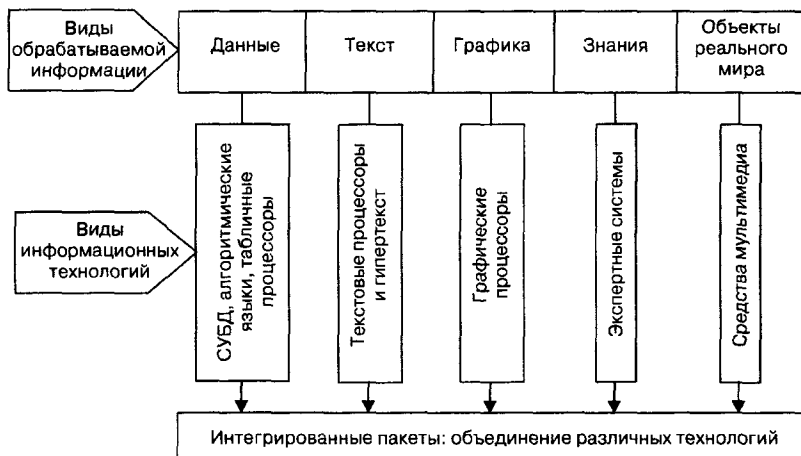 Виды
обрабатываемой
информации
Данные
Текст
Графика
Знания
Объекты
реального
мира
Виды
информационных
технологий
СУБД, алгоритмические
языки, табличные
процессоры
Текстовые процессоры
и гипертекст
Графические
процессоры
Экспертные системы
Средства мультимедиа
Интегрированные пакеты: объединение различных технологий